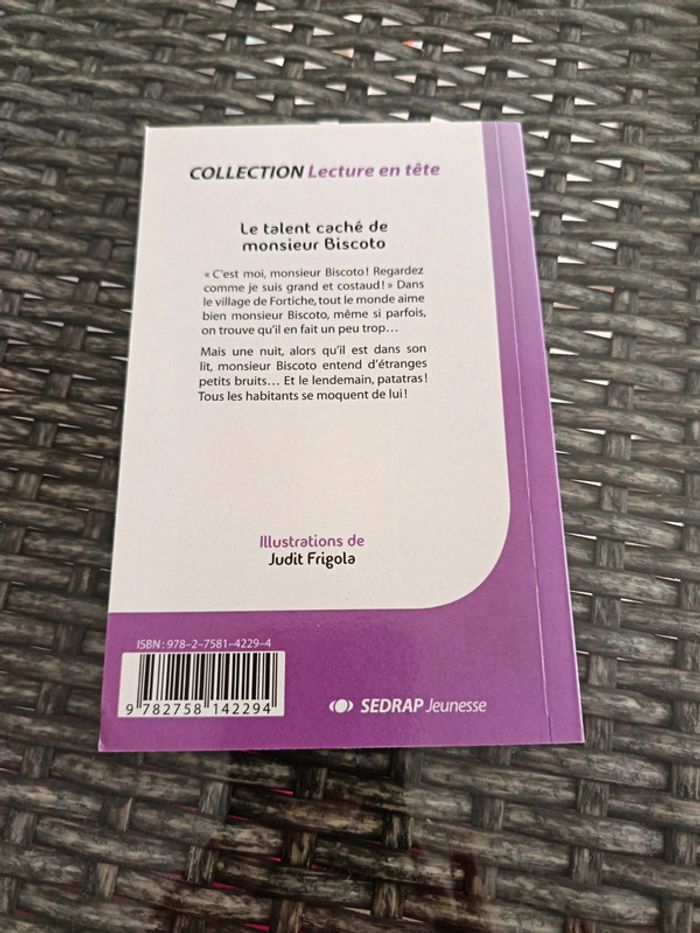 COLLECTION Lecture en tête
Le talent caché de
monsieur Biscoto
« C'est moi, monsieur Biscoto ! Regardez
comme je suis grand et costaud ! » Dans
le village de Fortiche, tout le monde aime
bien monsieur Biscoto, même si parfois,
on trouve qu'il en fait un peu trop…
Mais une nuit, alors qu'il est dans son
lit, monsieur Biscoto entend d'étranges
petits bruits… Et le lendemain, patatras !
Tous les habitants se moquent de lui !
Illustrations de
Judit Frigola
ISBN : 978-2-7581-4229-4
9 782758 142294
SEDRAP Jeunesse